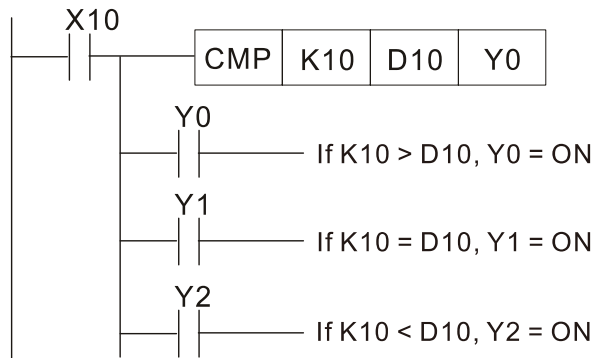 X10
CMP K10 D10 Y0
Y0
If K10 > D10, Y0 = ON
Y1
If K10 = D10, Y1 = ON
Y2
If K10 < D10, Y2 = ON